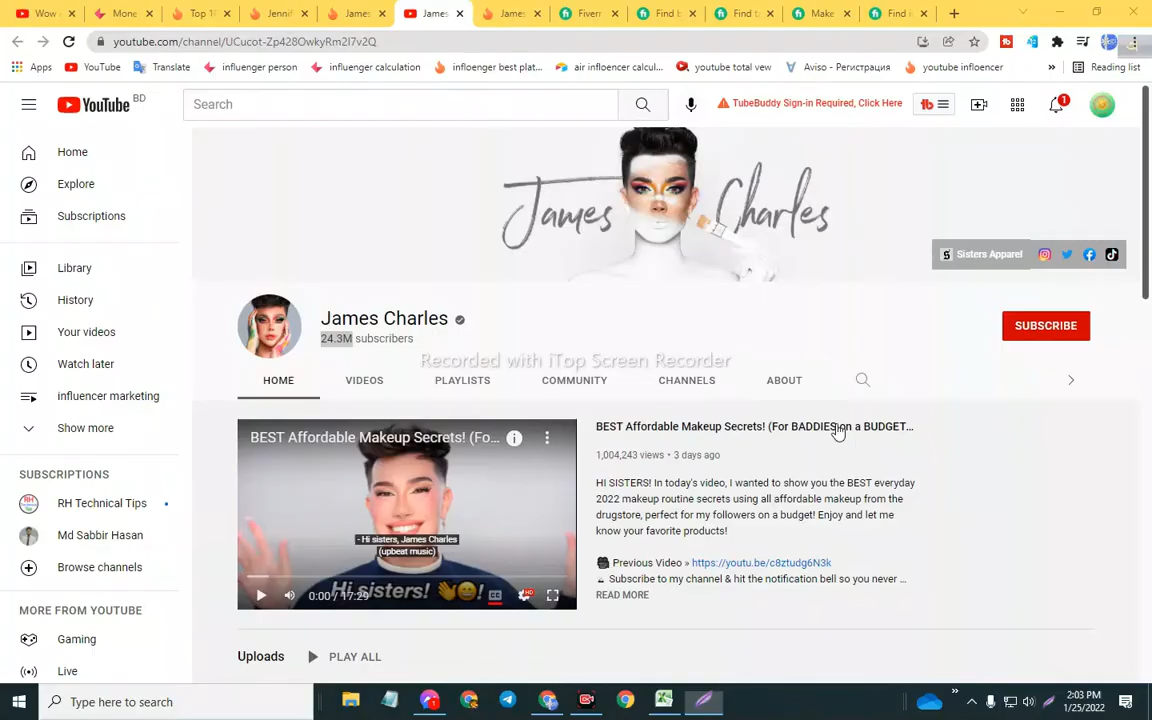 Wow
Mone
Top 1
Jennif
James
James
James
Fiverr
Find b
Find ta
Make
Find i
youtube.com/channel/UCucot-Zp428OwkyRm2I7v2Q
Apps
YouTube
Translate
influenger person
influenger calculation
infloenger best plat...
air influencer calcul...
youtube total vew
Aviso - Регистрация
youtube influencer
»
Reading list
YouTube BD
Search
TubeBuddy Sign-in Required, Click Here
tb
1
Home
Explore
Subscriptions
Library
History
Your videos
Watch later
influencer marketing
Show more
SUBSCRIPTIONS
RH Technical Tips
Md Sabbir Hasan
Browse channels
MORE FROM YOUTUBE
Gaming
Live
James Charles
Sisters Apparel
James Charles
24.3M subscribers
SUBSCRIBE
Recorded with iTop Screen Recorder
HOME
VIDEOS
PLAYLISTS
COMMUNITY
CHANNELS
ABOUT
BEST Affordable Makeup Secrets! (Fo...
- Hi sisters, James Charles
(upbeat music)
Hi sisters!
0:00 / 17:29
BEST Affordable Makeup Secrets! (For BADDIES on a BUDGET...
1,004,243 views • 3 days ago
HI SISTERS! In today's video, I wanted to show you the BEST everyday
2022 makeup routine secrets using all affordable makeup from the
drugstore, perfect for my followers on a budget! Enjoy and let me
know your favorite products!
Previous Video » https://youtu.be/c8ztudg6N3k
Subscribe to my channel & hit the notification bell so you never ...
READ MORE
Uploads
PLAY ALL
Type here to search
2:03 PM
1/25/2022